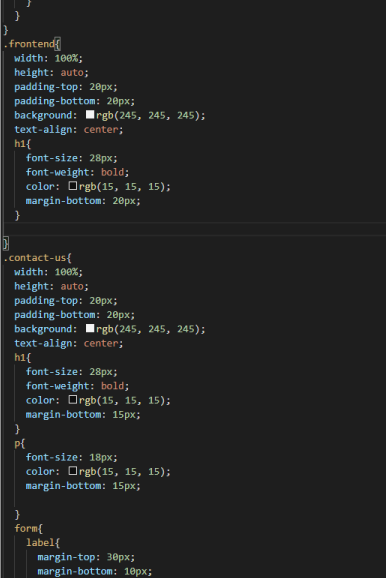 }
}
}
.frontend{
width: 100%;
height: auto;
padding-top: 20px;
padding-bottom: 20px;
background: rgb(245, 245, 245);
text-align: center;
h1{
font-size: 28px;
font-weight: bold;
color: rgb(15, 15, 15);
margin-bottom: 20px;
}
}
.contact-us{
width: 100%;
height: auto;
padding-top: 20px;
padding-bottom: 20px;
background: rgb(245, 245, 245);
text-align: center;
h1{
font-size: 28px;
font-weight: bold;
color: rgb(15, 15, 15);
margin-bottom: 15px;
}
p{
font-size: 18px;
color: rgb(15, 15, 15);
margin-bottom: 15px;
}
form{
label{
margin-top: 30px;
margin-bottom: 10px;